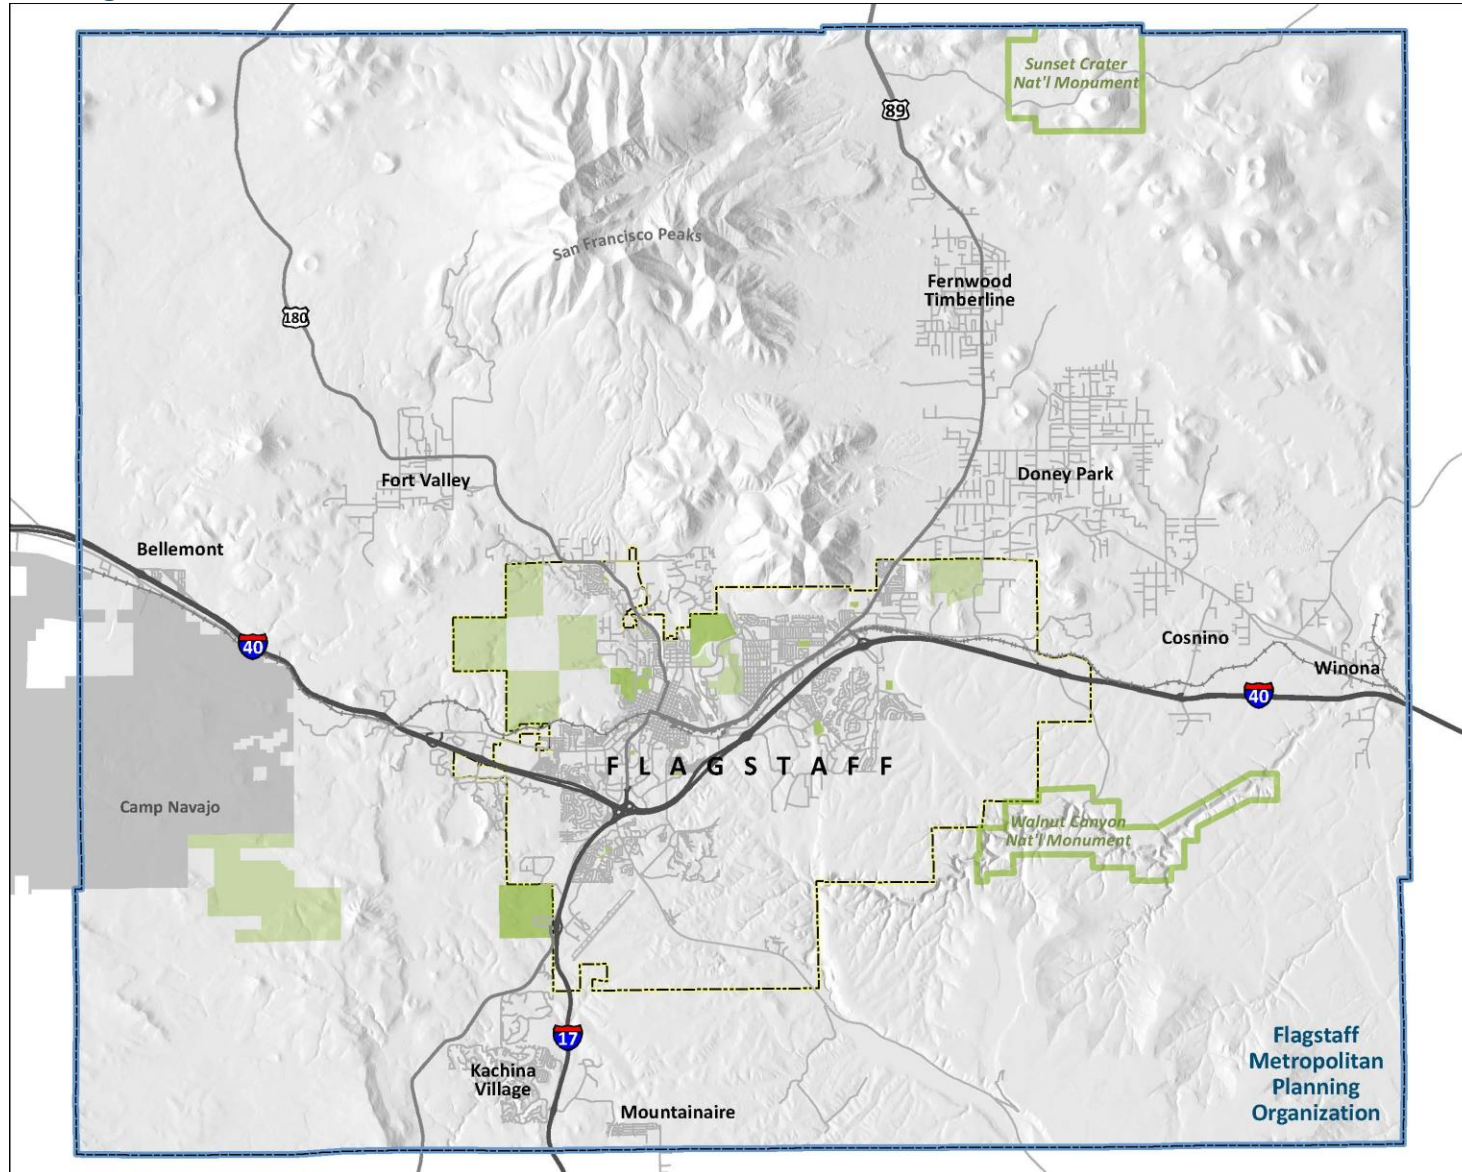 Sunset Crater
Nat'l Monument
89
San Francisco Peaks
Fernwood
Timberline
180
Fort Valley
Doney Park
Bellemont
40
Cosnino
Winona
40
FLAGSTAFF
Camp Navajo
Walnut Canyon
Nat'l Monument
17
Kachina
Village
Mountainaire
Flagstaff
Metropolitan
Planning
Organization